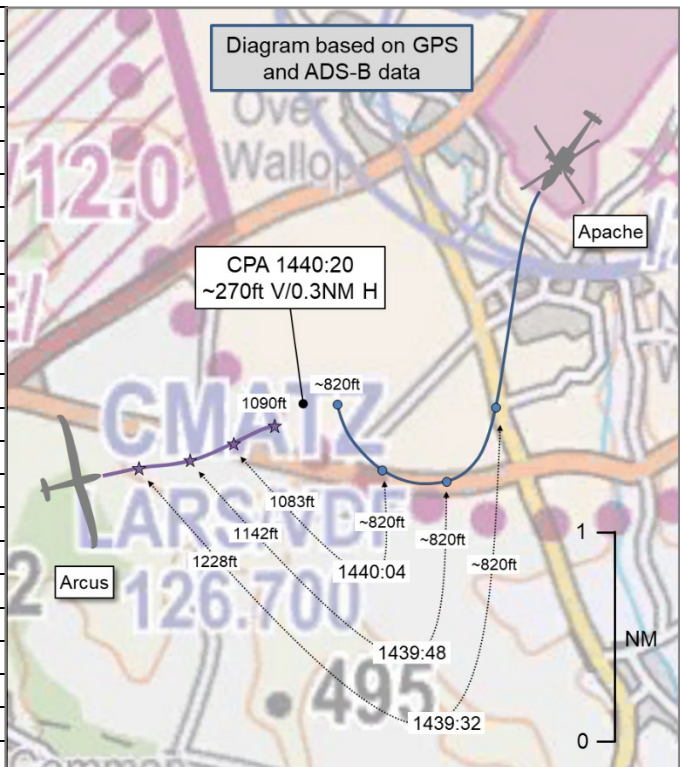 Diagram based on GPS
and ADS-B data
Over
Wallop
/12.0
Apache
CPA 1440:20
~270ft V/0.3NM H
~820ft
1090ft
CMATZ
1083ft
~820ft
~820ft
~820ft
1142ft
1228ft
LARS/VDF
1440:04
Arcus
2
126.700
1
NM
1439:48
495
1439:32
0